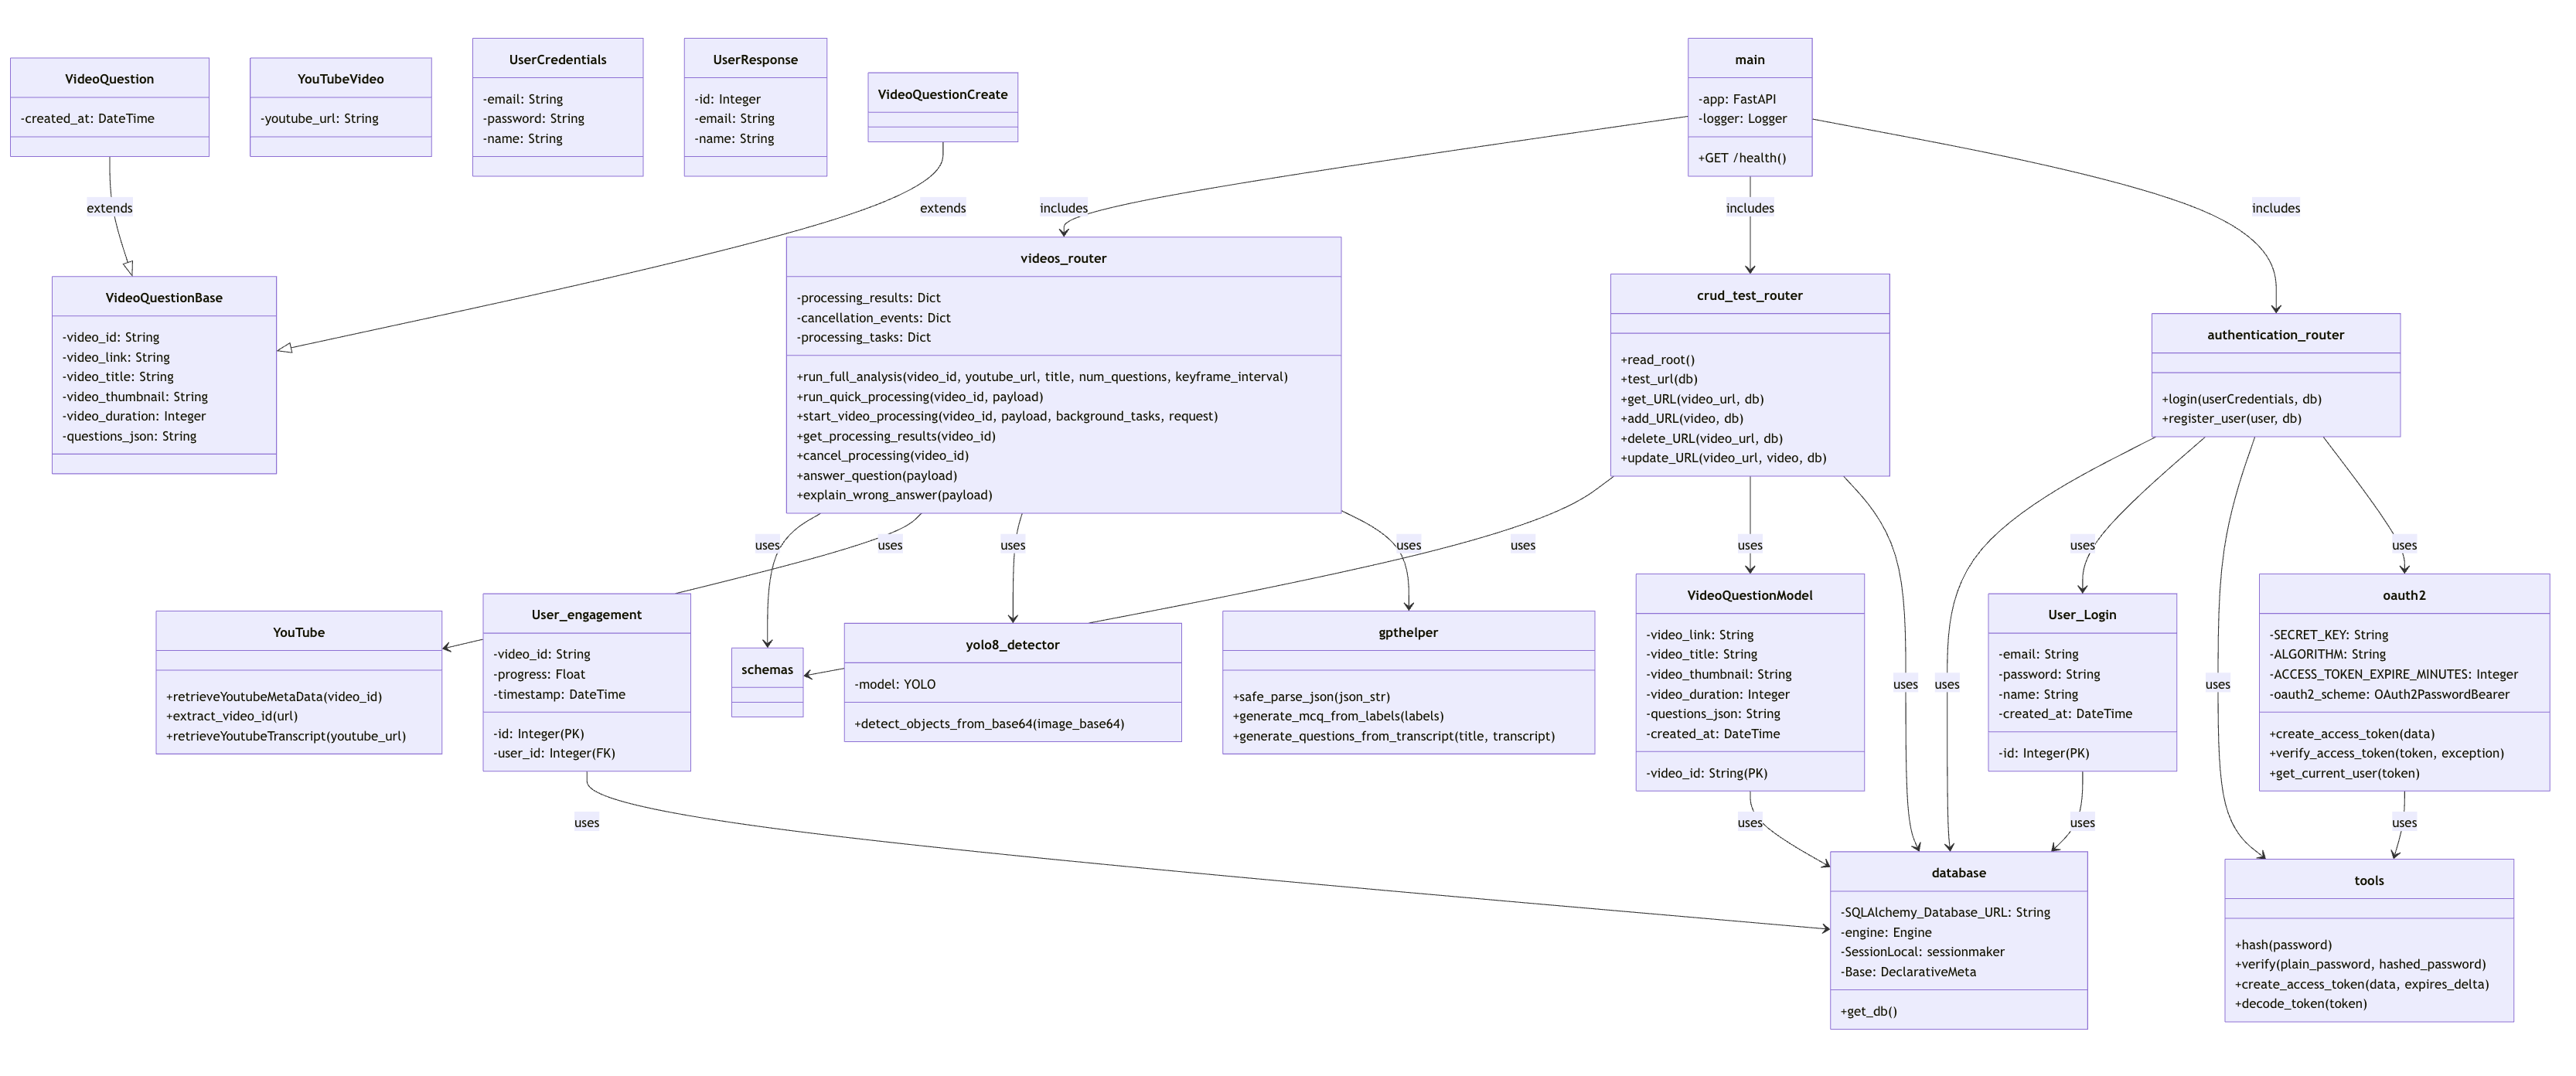 VideoQuestion
-created_at: DateTime
YouTubeVideo
-youtube_url: String
UserCredentials
-email: String
-password: String
-name: String
UserResponse
-id: Integer
-email: String
-name: String
VideoQuestionCreate
main
-app: FastAPI
-logger: Logger
+GET /health()
extends
extends
includes
includes
includes
VideoQuestionBase
-video_id: String
-video_link: String
-video_title: String
-video_thumbnail: String
-video_duration: Integer
-questions_json: String
videos_router
-processing_results: Dict
-cancellation_events: Dict
-processing_tasks: Dict
+run_full_analysis(video_id, youtube_url, title, num_questions, keyframe_interval)
+run_quick_processing(video_id, payload)
+start_video_processing(video_id, payload, background_tasks, request)
+get_processing_results(video_id)
+cancel_processing(video_id)
+answer_question(payload)
+explain_wrong_answer(payload)
crud_test_router
+read_root()
+test_url(db)
+get_URL(video_url, db)
+add_URL(video, db)
+delete_URL(video_url, db)
+update_URL(video_url, video, db)
authentication_router
+login(userCredentials, db)
+register_user(user, db)
uses
uses
uses
uses
uses
uses
uses
uses
YouTube
+retrieveYoutubeMetaData(video_id)
+extract_video_id(url)
+retrieveYoutubeTranscript(youtube_url)
User_engagement
-video_id: String
-progress: Float
-timestamp: DateTime
-id: Integer(PK)
-user_id: Integer(FK)
schemas
yolo8_detector
-model: YOLO
+detect_objects_from_base64(image_base64)
gpthelper
+safe_parse_json(json_str)
+generate_mcq_from_labels(labels)
+generate_questions_from_transcript(title, transcript)
VideoQuestionModel
-video_link: String
-video_title: String
-video_thumbnail: String
-video_duration: Integer
-questions_json: String
-created_at: DateTime
-video_id: String(PK)
uses
uses
User_Login
-email: String
-password: String
-name: String
-created_at: DateTime
-id: Integer(PK)
uses
oauth2
-SECRET_KEY: String
-ALGORITHM: String
-ACCESS_TOKEN_EXPIRE_MINUTES: Integer
-oauth2_scheme: OAuth2PasswordBearer
+create_access_token(data)
+verify_access_token(token, exception)
+get_current_user(token)
uses
uses
uses
uses
database
-SQLAlchemy_Database_URL: String
-engine: Engine
-SessionLocal: sessionmaker
-Base: DeclarativeMeta
+get_db()
tools
+hash(password)
+verify(plain_password, hashed_password)
+create_access_token(data, expires_delta)
+decode_token(token)